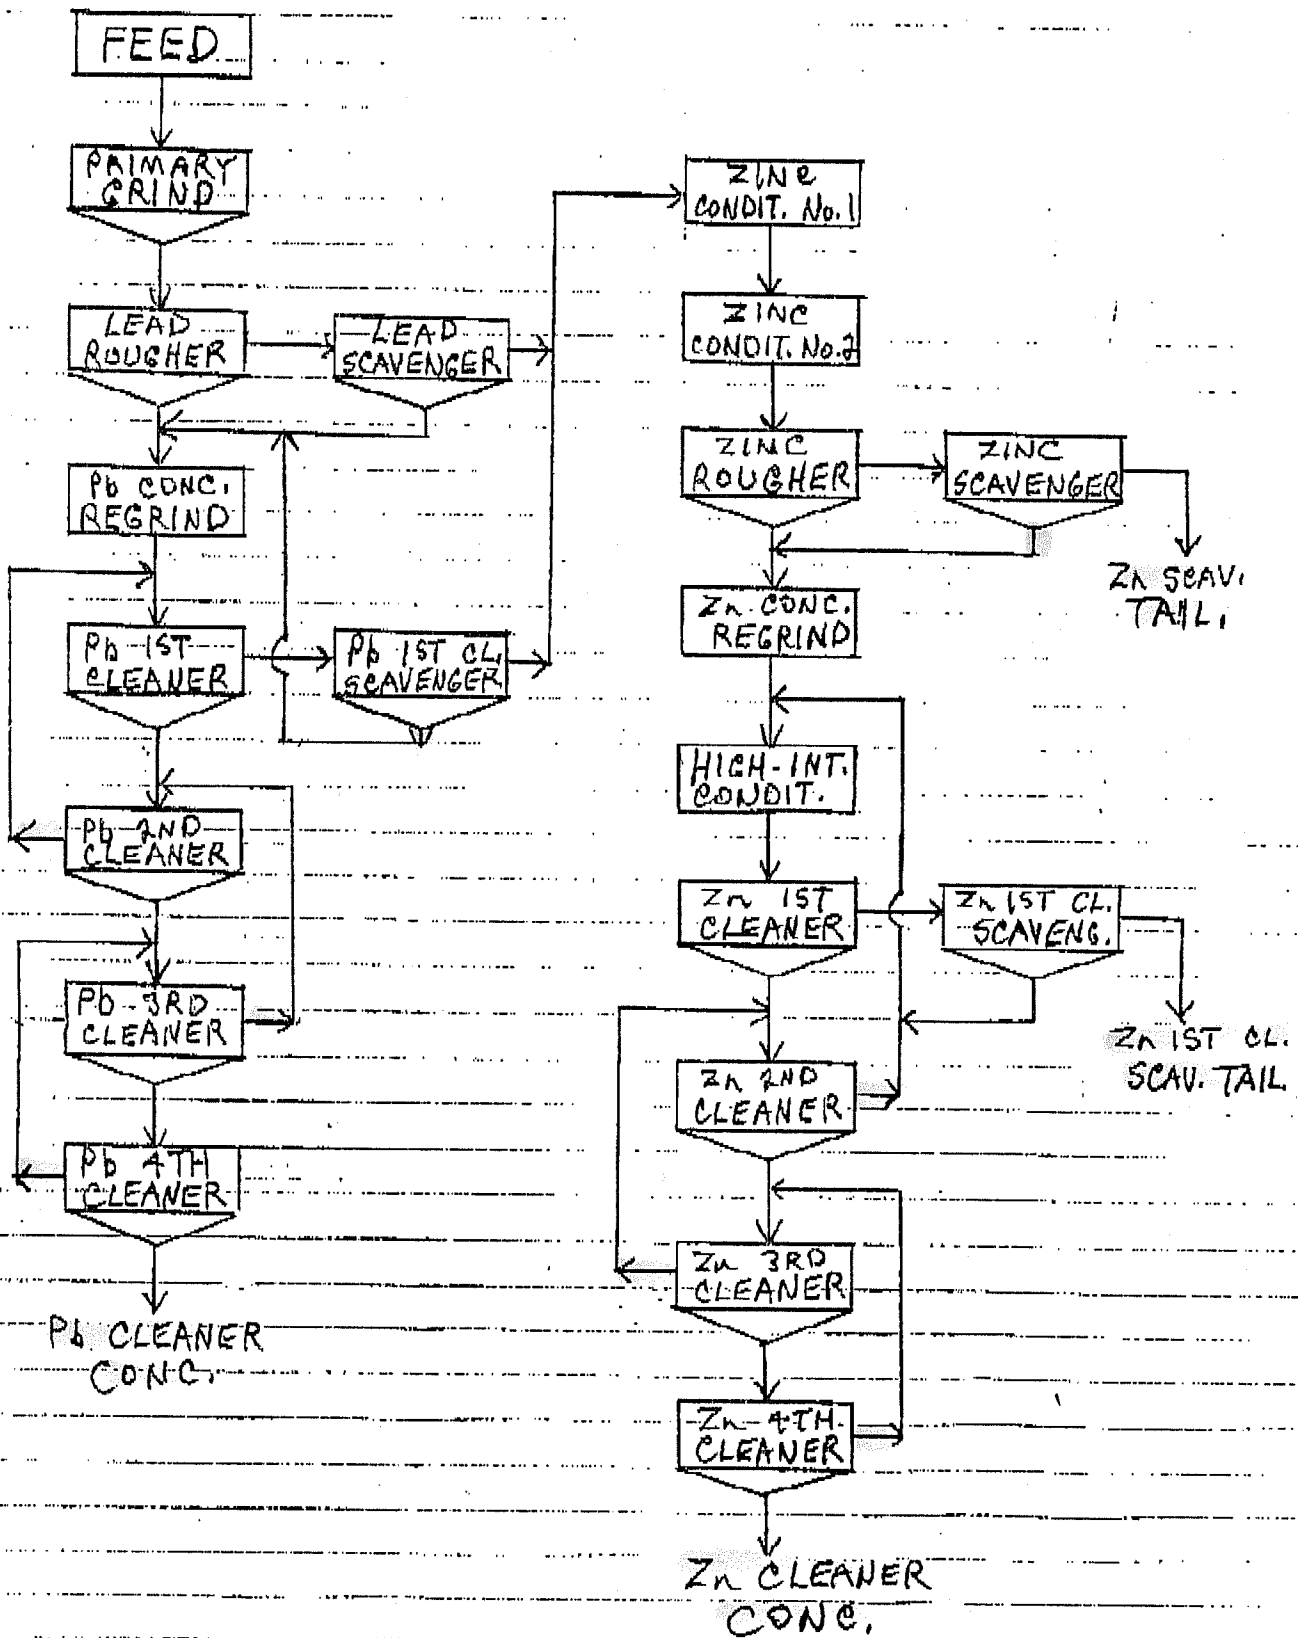 FEED
PRIMARY
GRIND
LEAD
ROUGHER
LEAD
SCAVENGER
Pb CONC.
REGRIND
Pb 1ST
CLEANER
Pb 1ST CL.
SCAVENGER
Pb 2ND
CLEANER
Pb 3RD
CLEANER
Pb 4TH
CLEANER
Pb CLEANER
CONC.
ZINC
CONDIT. No.1
ZINC
CONDIT. No.2
ZINC
ROUGHER
ZINC
SCAVENGER
Zn SCAV.
TAIL.
Zn CONC.
REGRIND
HIGH-INT.
CONDIT.
Zn 1ST
CLEANER
Zn 1ST CL.
SCAVENG.
Zn 1ST CL.
SCAV. TAIL
Zn 2ND
CLEANER
Zn 3RD
CLEANER
Zn 4TH
CLEANER
Zn CLEANER
CONC.